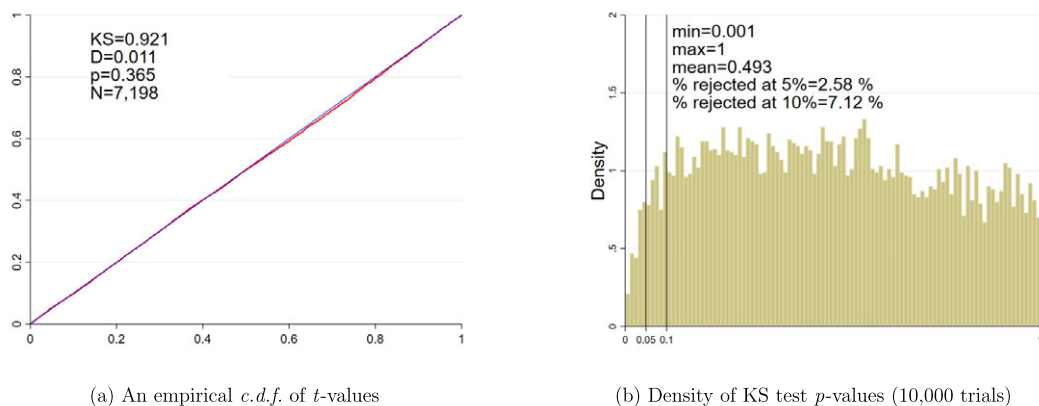 1
0.8
0.6
0.4
0.2
0
0
0.2
0.4
0.6
0.8
1
KS=0.921
D=0.011
p=0.365
N=7,198
(a) An empirical c.d.f. of t-values
2
1.5
1
.5
0
Density
min=0.001
max=1
mean=0.493
% rejected at 5%=2.58 %
% rejected at 10%=7.12 %
0 0.05 0.1
(b) Density of KS test p-values (10,000 trials)